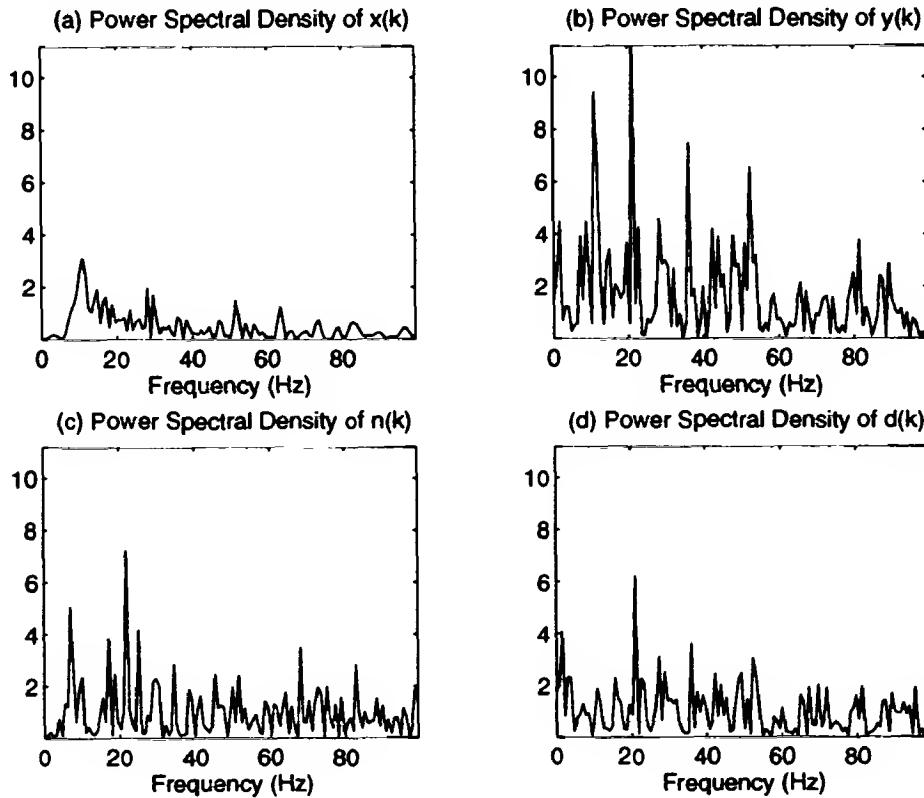 (a) Power Spectral Density of x(k)
10
8
6
4
2
0 20 40 60 80
Frequency (Hz)
(b) Power Spectral Density of y(k)
10
8
6
4
2
0 20 40 60 80
Frequency (Hz)
(c) Power Spectral Density of n(k)
10
8
6
4
2
0 20 40 60 80
Frequency (Hz)
(d) Power Spectral Density of d(k)
10
8
6
4
2
0 20 40 60 80
Frequency (Hz)